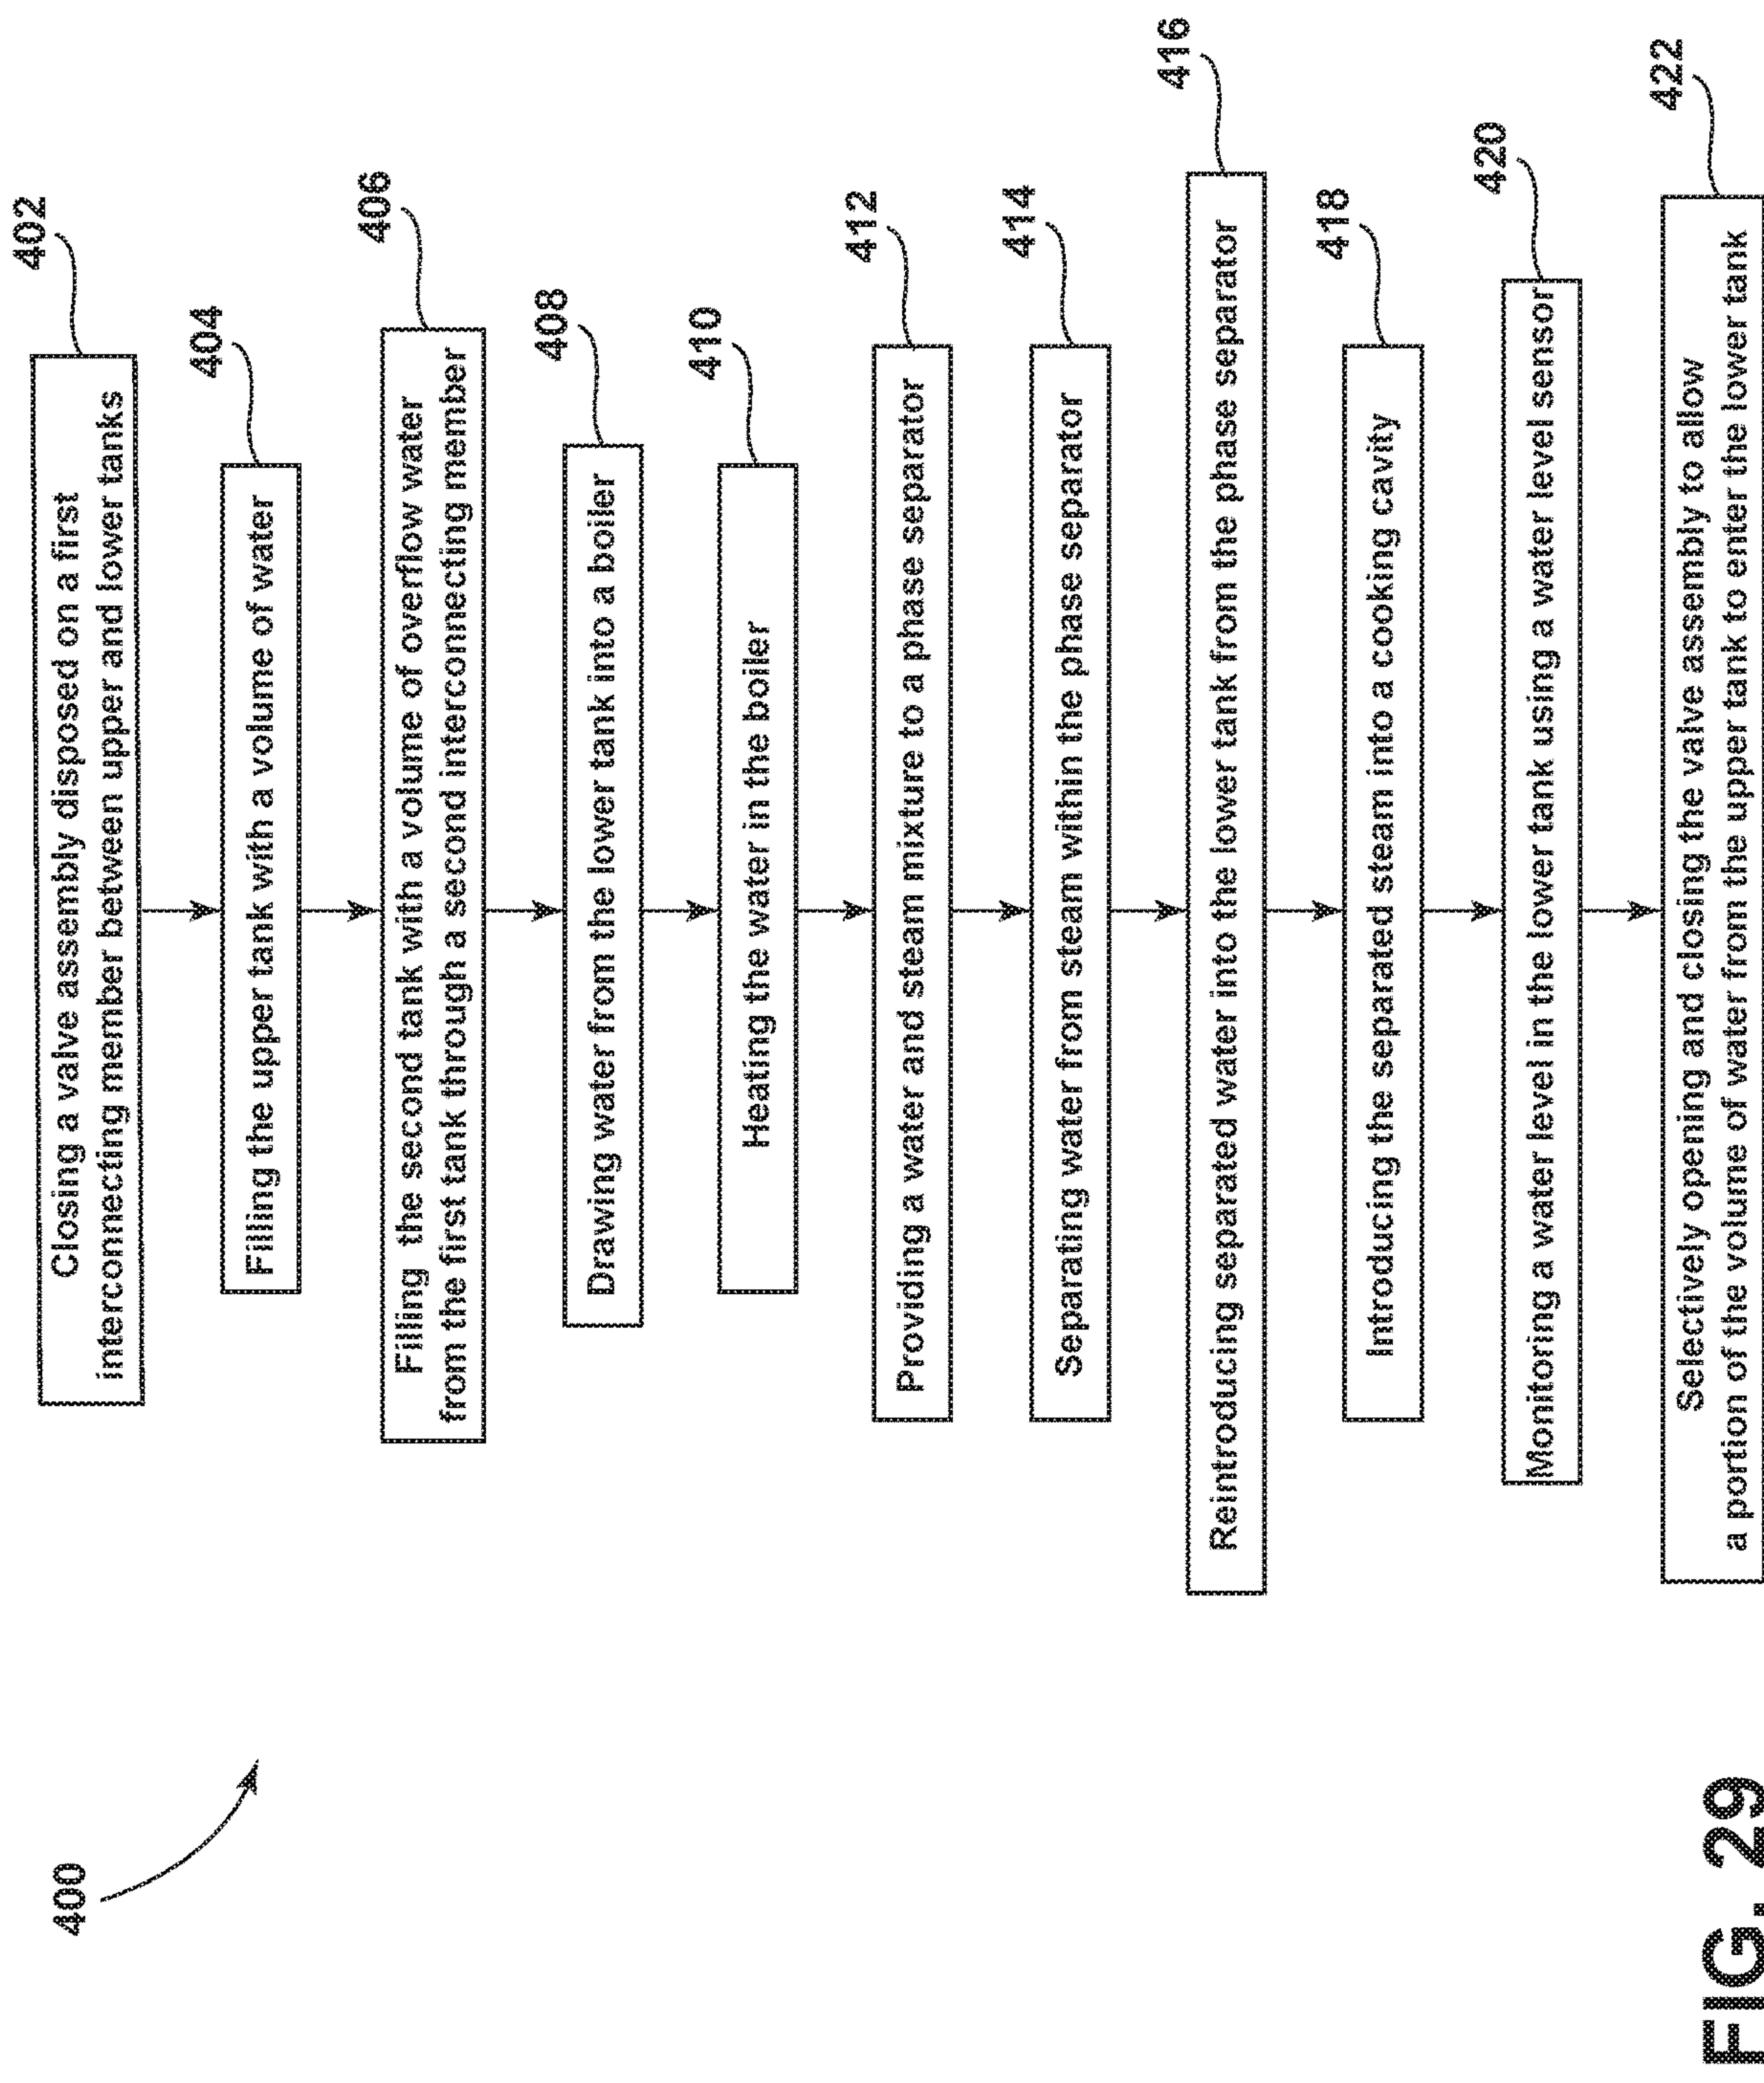 400
402
Closing a valve assembly disposed on a first
interconnecting member between upper and lower tanks
404
Filling the upper tank with a volume of water
406
Filling the second tank with a volume of overflow water
from the first tank through a second interconnecting member
408
Drawing water from the lower tank into a boiler
410
Heating the water in the boiler
412
Providing a water and steam mixture to a phase separator
414
Separating water from steam within the phase separator
416
Reintroducing separated water into the lower tank from the phase separator
418
Introducing the separated steam into a cooking cavity
420
Monitoring a water level in the lower tank using a water level sensor
422
Selectively opening and closing the valve assembly to allow
a portion of the volume of water from the upper tank to enter the lower tank
FIG. 29